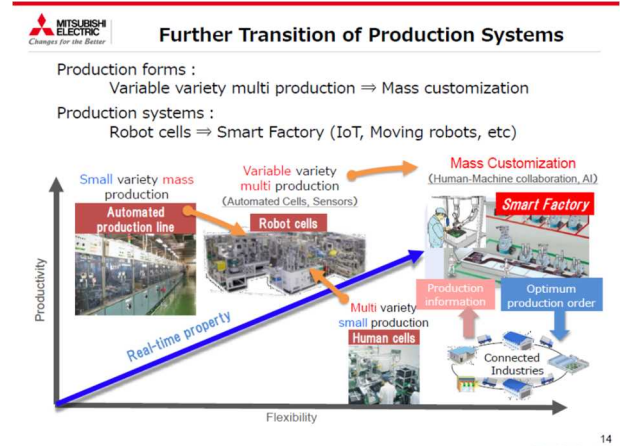 MITSUBISHI
ELECTRIC
Changes for the Better
Further Transition of Production Systems
Production forms :
Variable variety multi production ⇒ Mass customization
Production systems :
Robot cells ⇒ Smart Factory (IoT, Moving robots, etc)
Small variety mass
production
Automated
production line
Variable variety
multi production
(Automated Cells, Sensors)
Robot cells
Mass Customization
(Human-Machine collaboration, AI)
Smart Factory
Multi variety
small production
Human cells
Production
information
Optimum
production order
Connected
Industries
Real-time property
Productivity
Flexibility
14